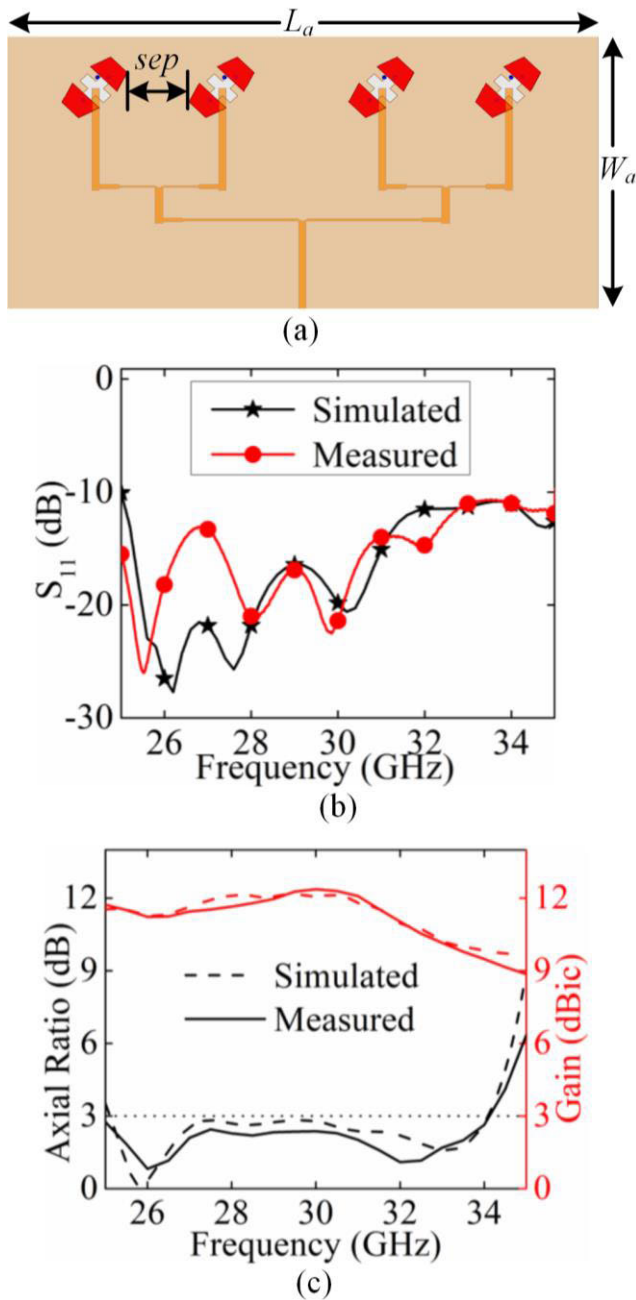 L_a
sep
W_a
(a)
0
-10
-20
-30
S_11 (dB)
Simulated
Measured
26 28 30 32 34
Frequency (GHz)
(b)
12
9
6
3
0
Axial Ratio (dB)
Simulated
Measured
12
9
6
3
0
Gain (dBic)
26 28 30 32 34
Frequency (GHz)
(c)